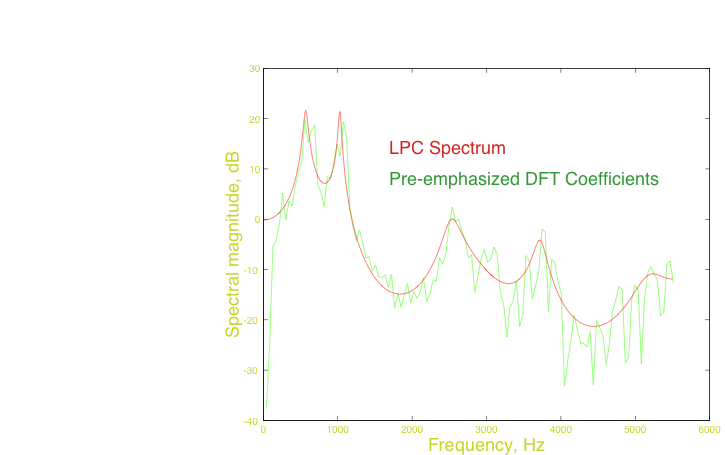 30
20
LPC Spectrum
10
Pre-emphasized DFT Coefficients
Spectral magnitude, dB
0
-10
-20
-30
-40
0 1000 2000 3000 4000 5000 6000
Frequency, Hz